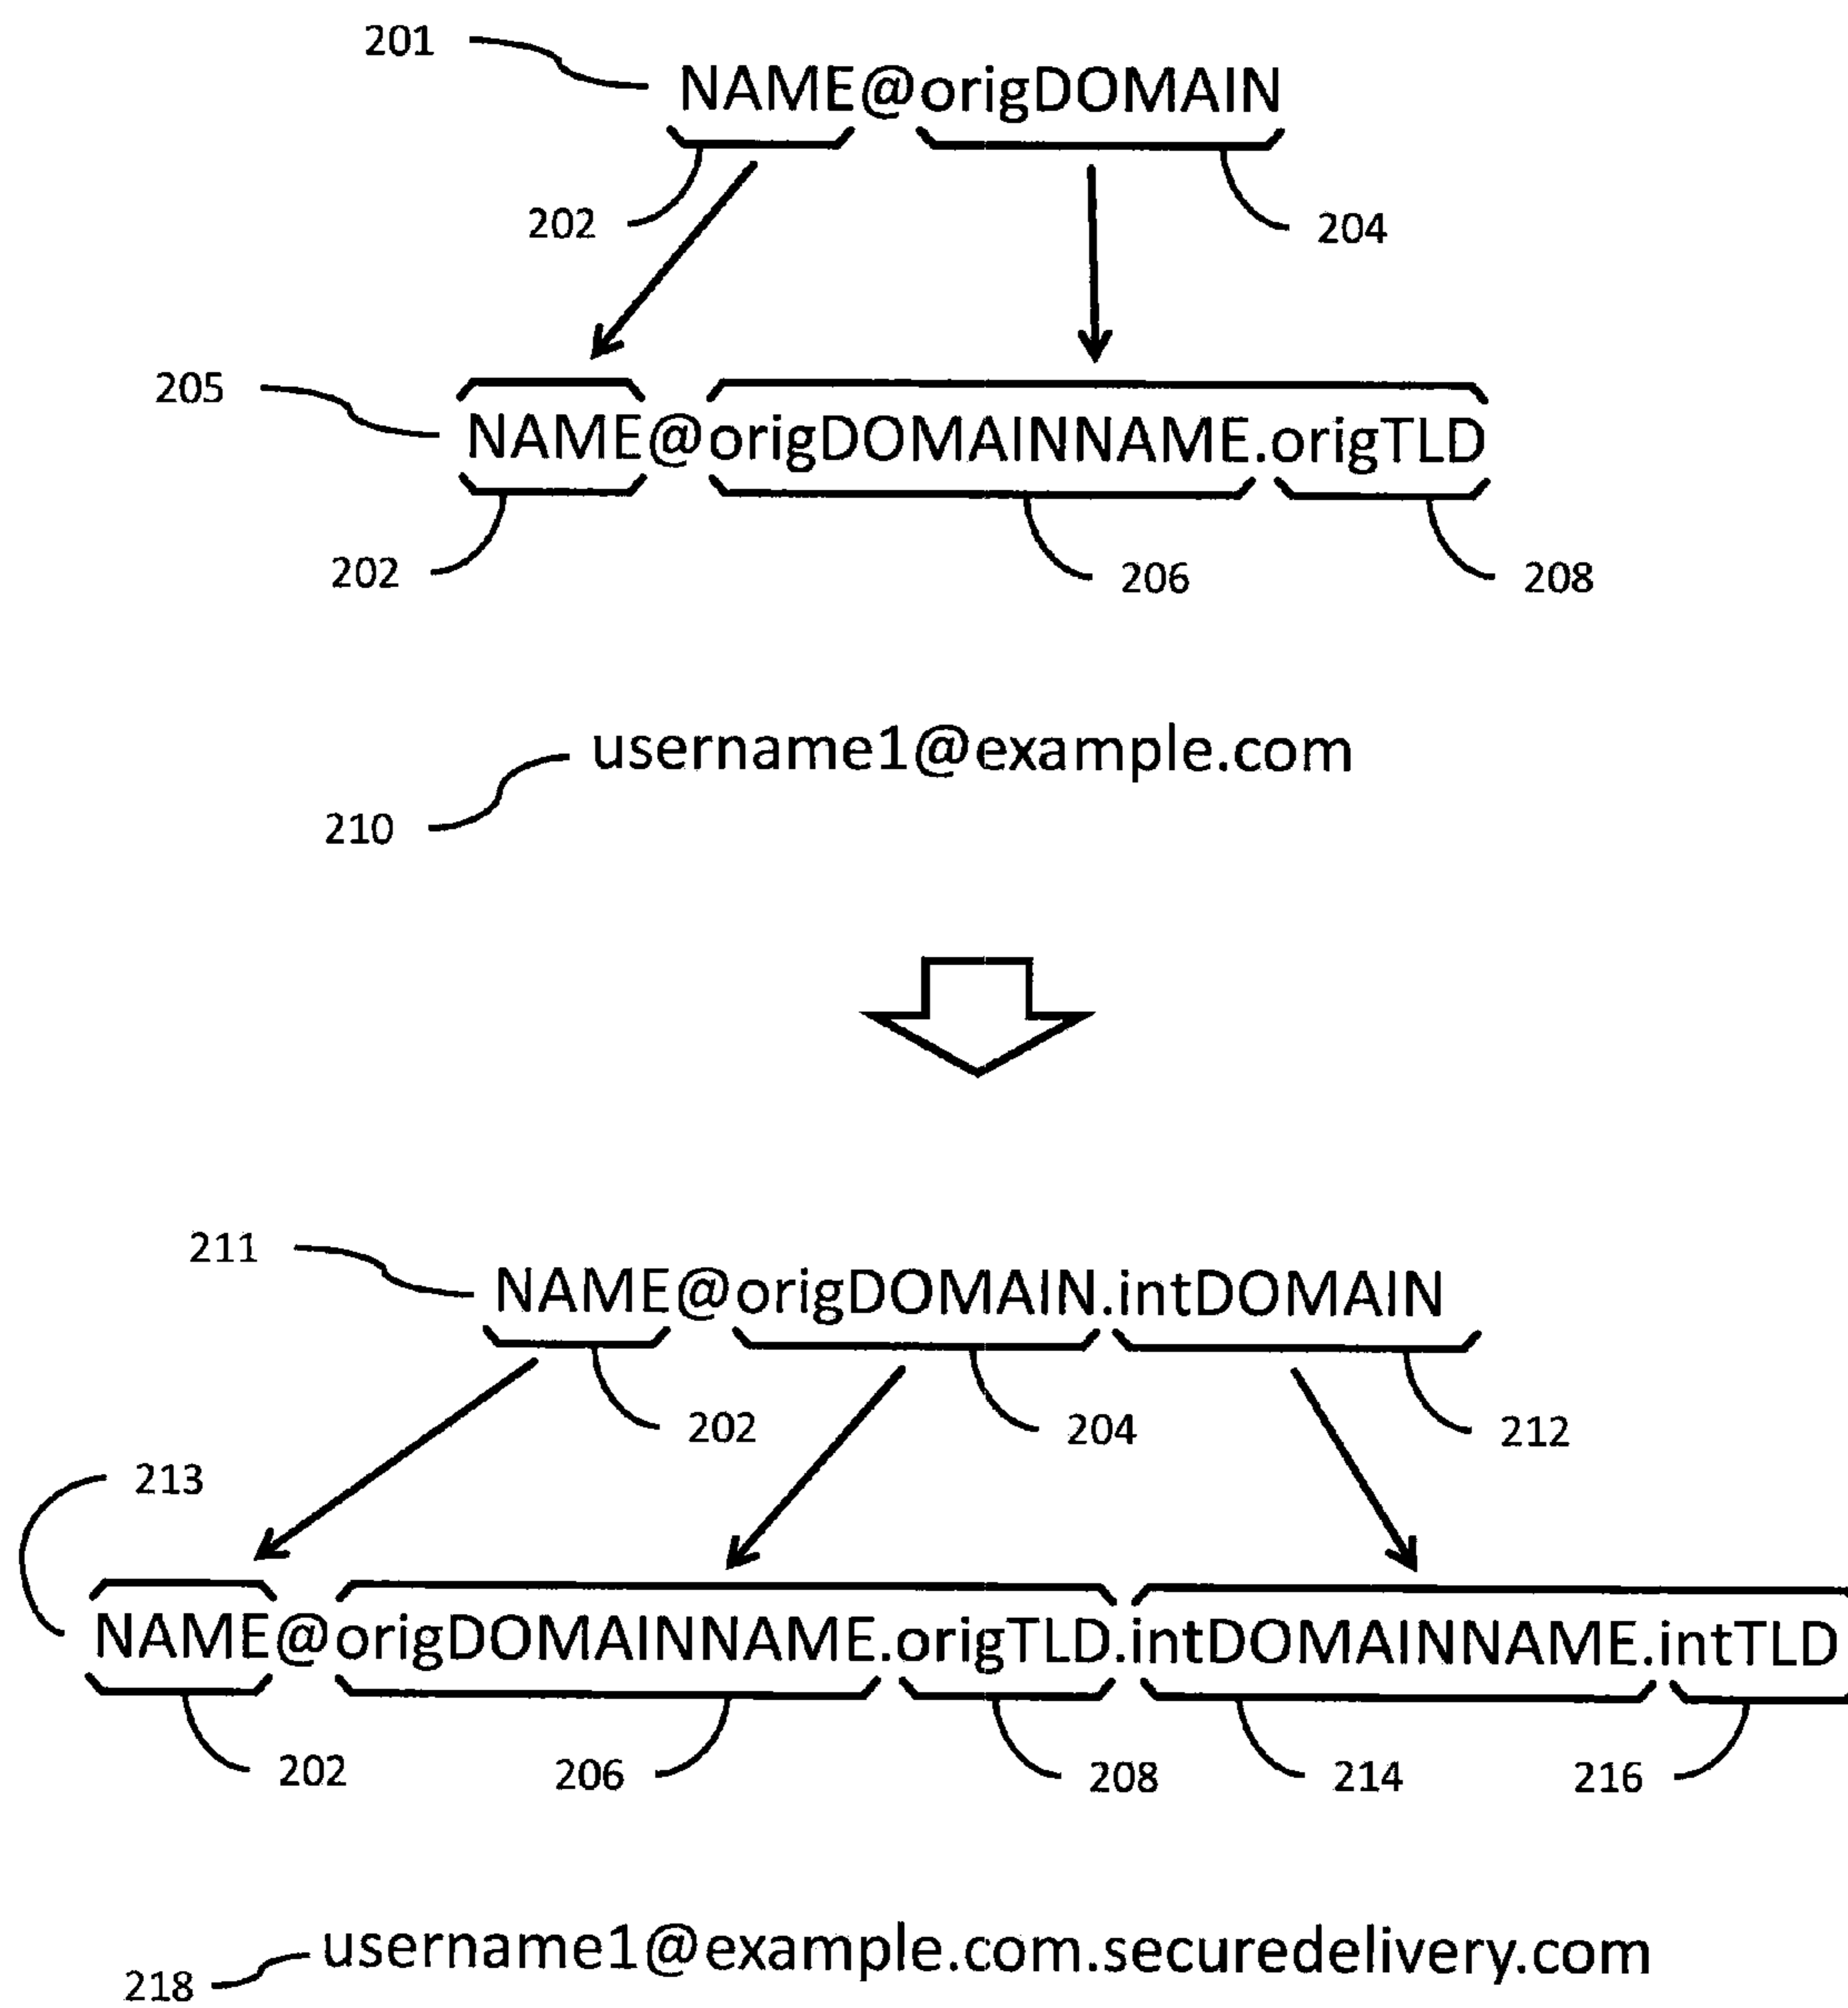 201
NAME@origDOMAIN
202 204
205
NAME@origDOMAINNAME.origTLD
202 206 208
username1@example.com
210
211
NAME@origDOMAIN.intDOMAIN
202 204 212
213
NAME@origDOMAINNAME.origTLD.intDOMAINNAME.intTLD
202 206 208 214 216
username1@example.com.securedelivery.com
218